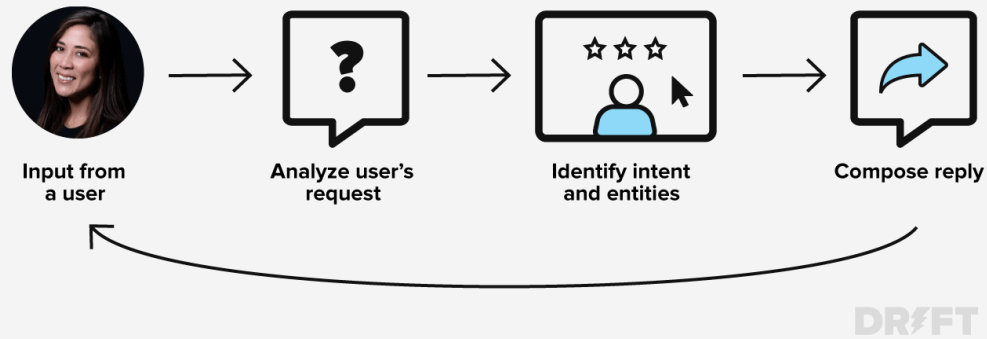 Input from
a user
Analyze user's
request
Identify intent
and entities
Compose reply
DRIFT